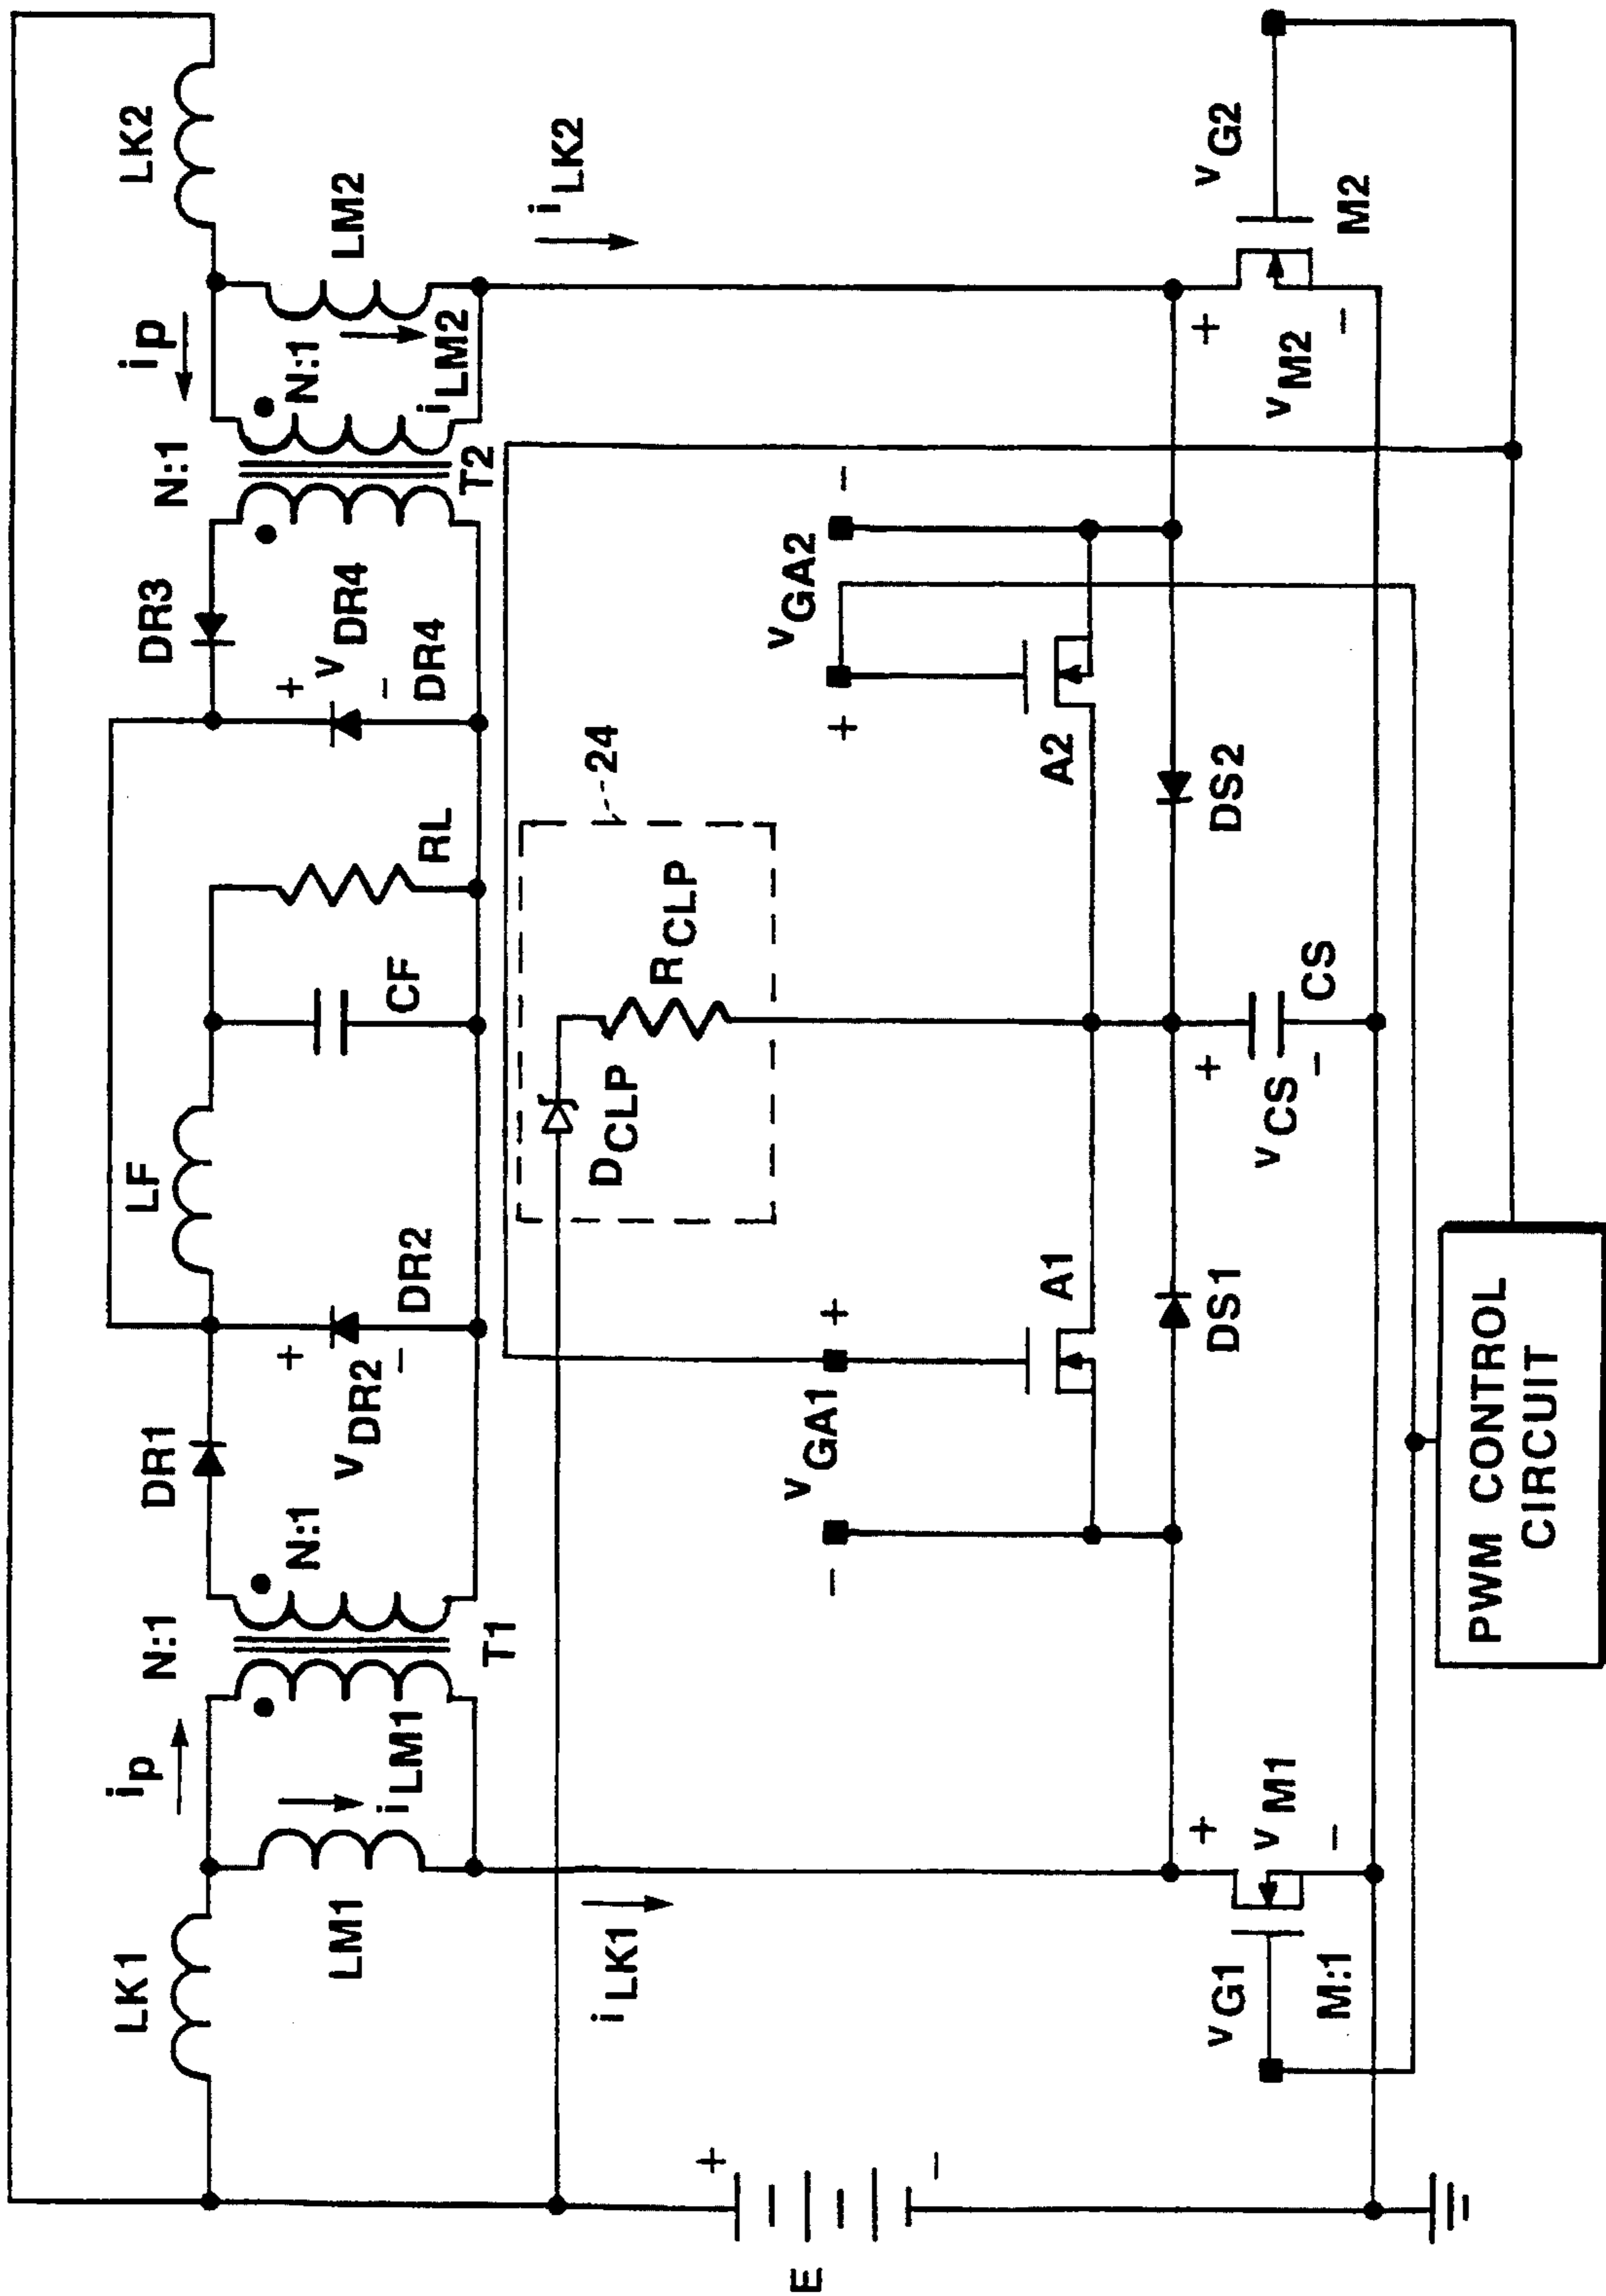 LK1
LM1
iP
iLM1
N:1
N:1
T1
DR1
VDR2
DR2
LF
CF
RL
DR3
VDR4
DR4
N:1
N:1
T2
iP
iLM2
LM2
LK2
iLK1
iLK2
24
DCLP
RCLP
E
+
-
vGA1
-
+
A1
DS1
vGA2
+
-
A2
DS2
vCS
+
-
CS
vG1
M:1
+
vM1
-
vG2
M2
+
vM2
-
+
-
+
-
PWM CONTROL
CIRCUIT